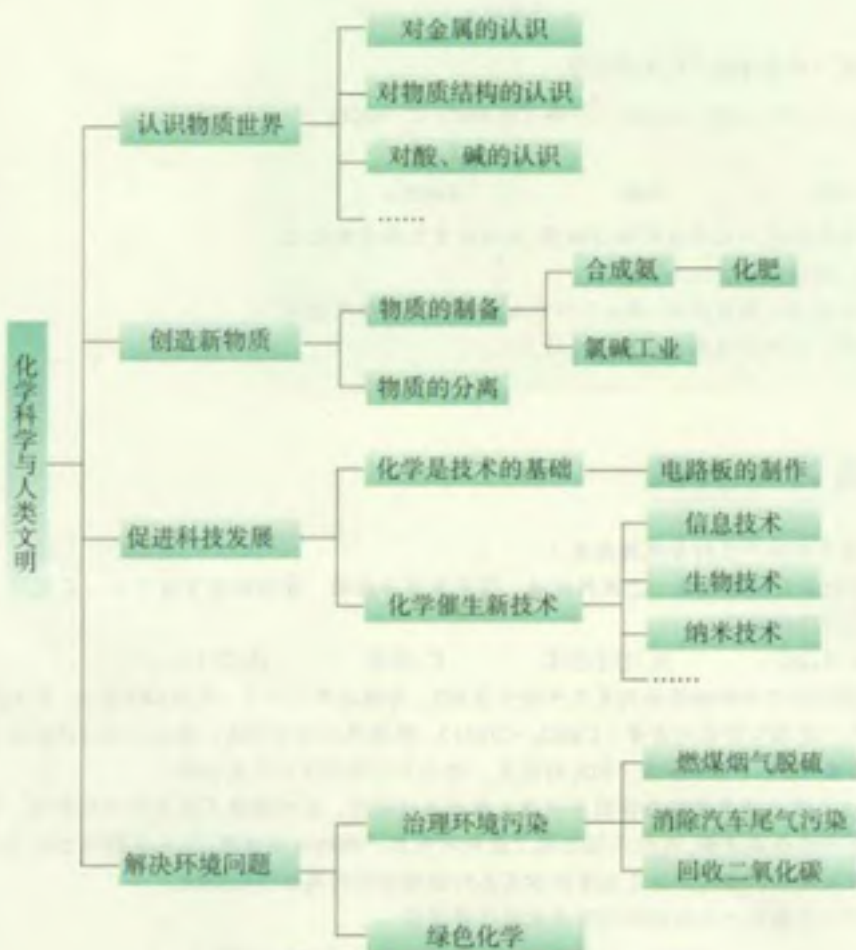 化学科学与人类文明
认识物质世界
对金属的认识
对物质结构的认识
对酸、碱的认识
……
创造新物质
物质的制备
合成氨
化肥
氯碱工业
物质的分离
促进科技发展
化学是技术的基础
电路板的制作
化学催生新技术
信息技术
生物技术
纳米技术
……
解决环境问题
治理环境污染
燃煤烟气脱硫
消除汽车尾气污染
回收二氧化碳
绿色化学